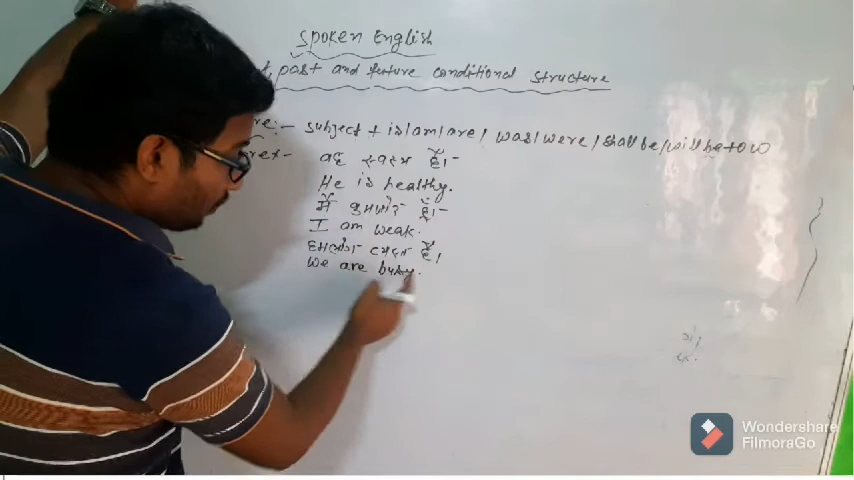 Spoken English
past and future conditional structure
re:- subject + is/am/are/ was/were/shall be/will be + o w
वह स्वस्थ है।-
He is healthy.
मैं कमजोर हूँ।-
I am weak.
हमलोग व्यस्त हैं।
We are busy.
Wondershare
FilmoraGo